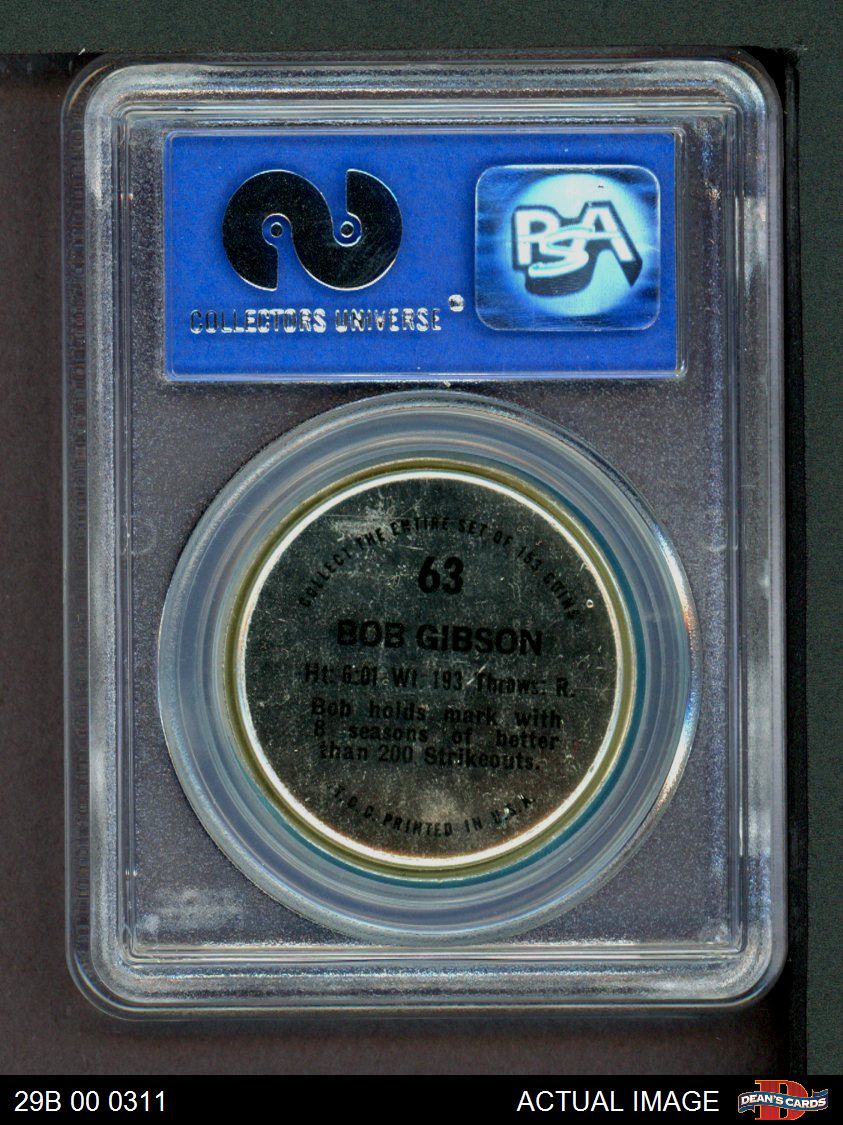 COLLECTORS UNIVERSE
PSA
COLLECT THE ENTIRE SET OF 153 COINS
63
BOB GIBSON
Ht: 6:01 Wt: 193 Throws: R.
Bob holds mark with
8 seasons of better
than 200 Strikeouts.
T.C.G. PRINTED IN U.S.A.
29B 00 0311
ACTUAL IMAGE
DEAN'S CARDS